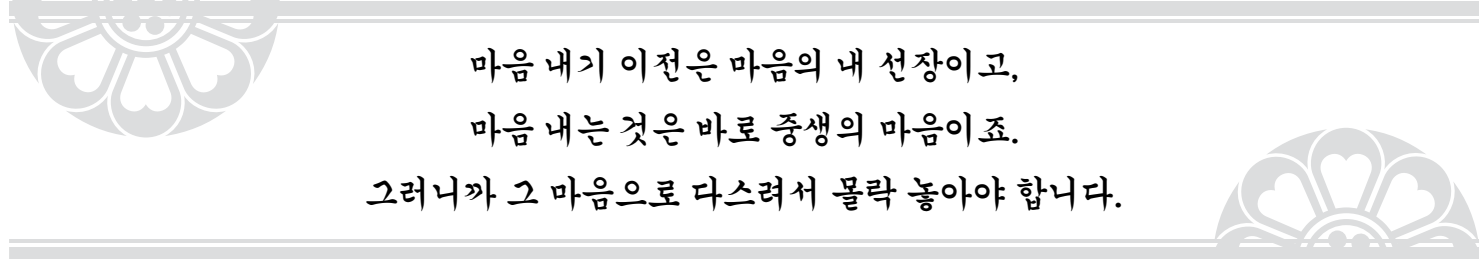 마음 내기 이전은 마음의 내 선장이고,
마음 내는 것은 바로 중생의 마음이죠.
그러니까 그 마음으로 다스려서 몰락 놓아야 합니다.